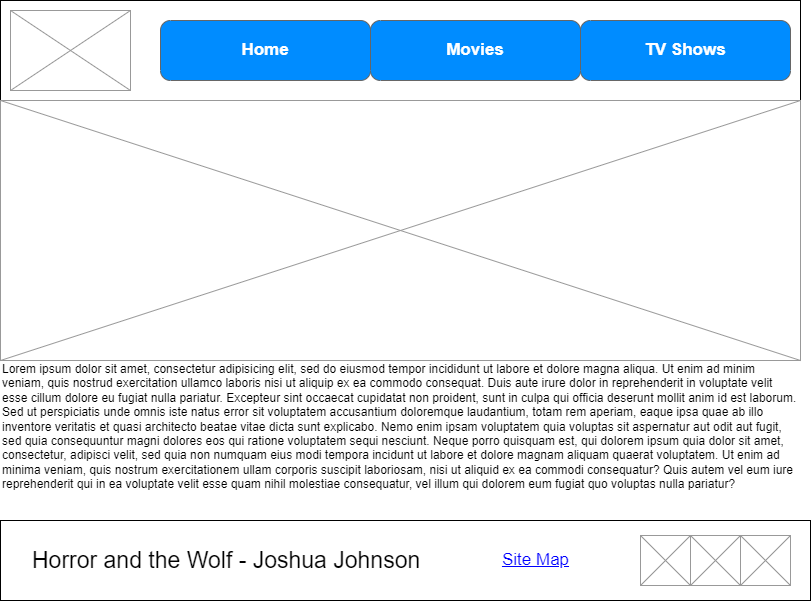 Home Movies TV Shows
Lorem ipsum dolor sit amet, consectetur adipisicing elit, sed do eiusmod tempor incididunt ut labore et dolore magna aliqua. Ut enim ad minim
veniam, quis nostrud exercitation ullamco laboris nisi ut aliquip ex ea commodo consequat. Duis aute irure dolor in reprehenderit in voluptate velit
esse cillum dolore eu fugiat nulla pariatur. Excepteur sint occaecat cupidatat non proident, sunt in culpa qui officia deserunt mollit anim id est laborum.
Sed ut perspiciatis unde omnis iste natus error sit voluptatem accusantium doloremque laudantium, totam rem aperiam, eaque ipsa quae ab illo
inventore veritatis et quasi architecto beatae vitae dicta sunt explicabo. Nemo enim ipsam voluptatem quia voluptas sit aspernatur aut odit aut fugit,
sed quia consequuntur magni dolores eos qui ratione voluptatem sequi nesciunt. Neque porro quisquam est, qui dolorem ipsum quia dolor sit amet,
consectetur, adipisci velit, sed quia non numquam eius modi tempora incidunt ut labore et dolore magnam aliquam quaerat voluptatem. Ut enim ad
minima veniam, quis nostrum exercitationem ullam corporis suscipit laboriosam, nisi ut aliquid ex ea commodi consequatur? Quis autem vel eum iure
reprehenderit qui in ea voluptate velit esse quam nihil molestiae consequatur, vel illum qui dolorem eum fugiat quo voluptas nulla pariatur?
Horror and the Wolf - Joshua Johnson Site Map